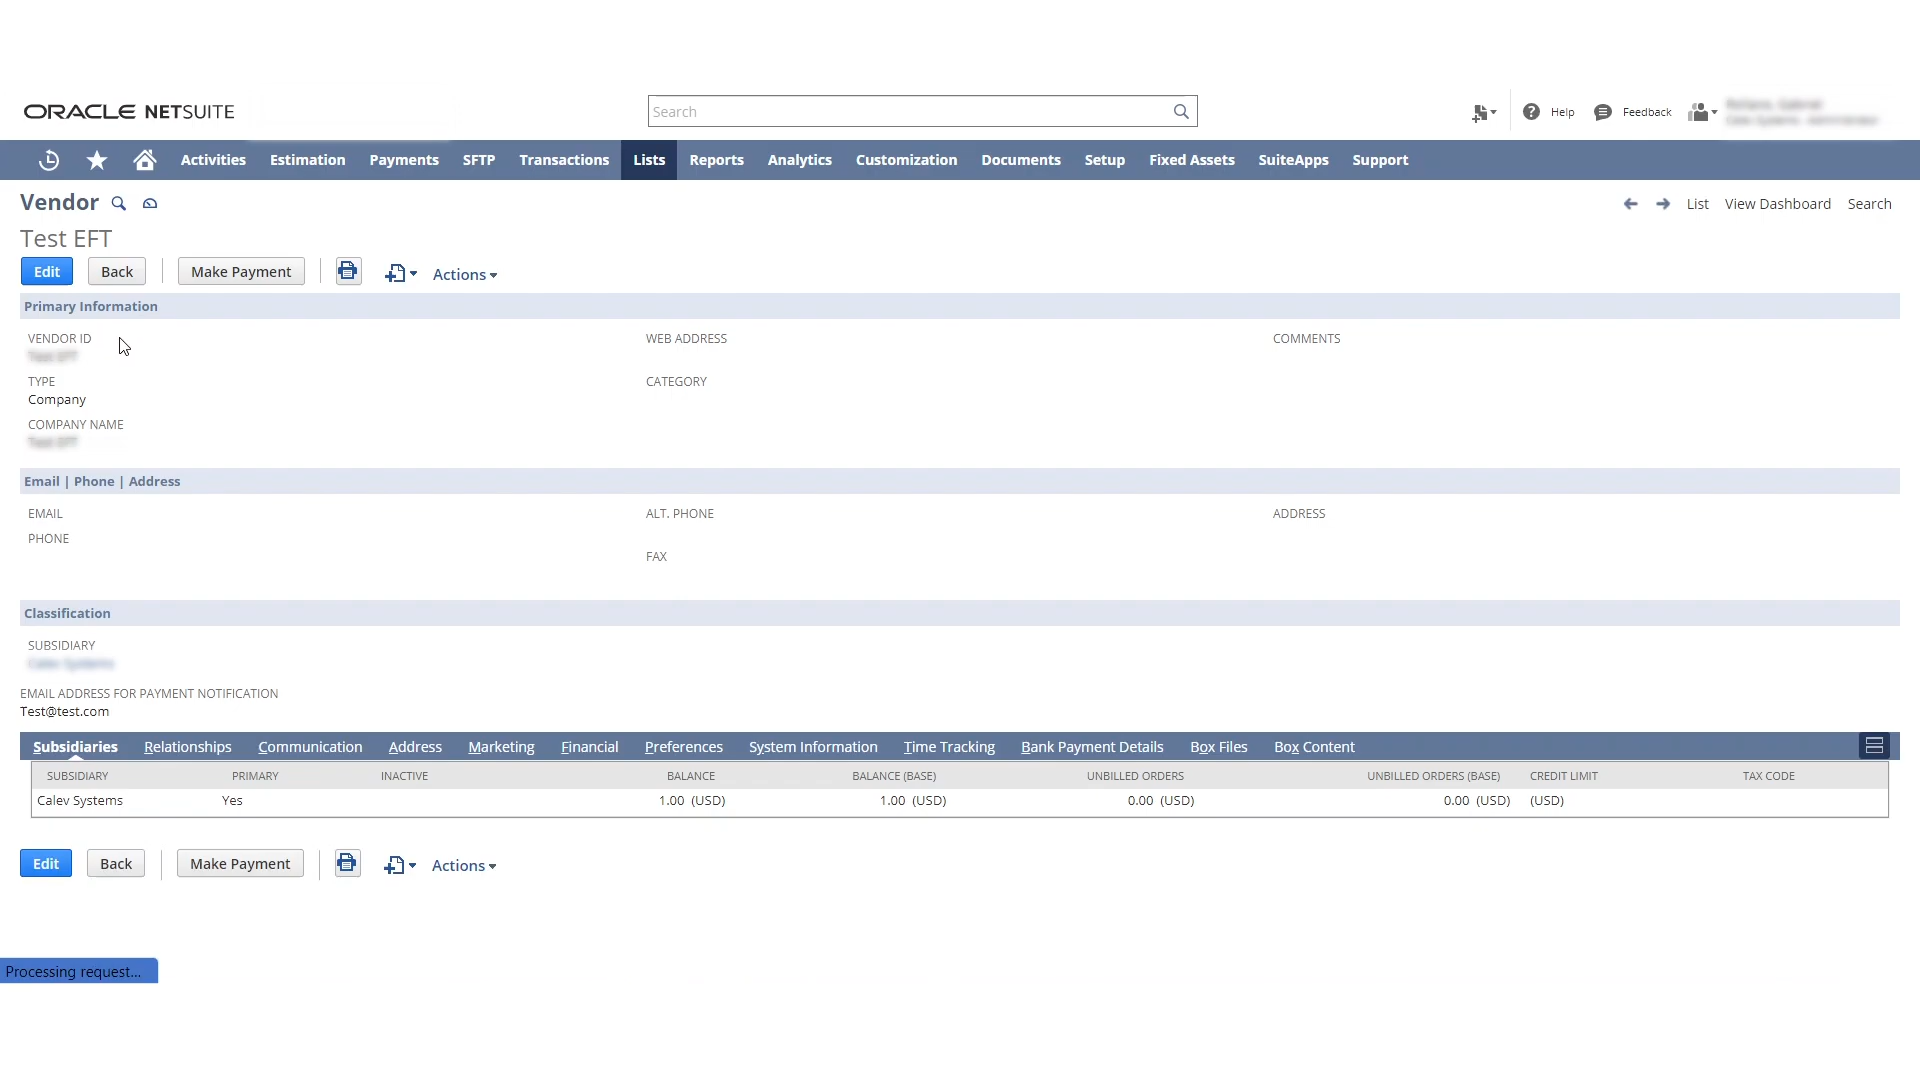 ORACLE NETSUITE
Search
Help
Feedback
Activities Estimation Payments SFTP Transactions Lists Reports Analytics Customization Documents Setup Fixed Assets SuiteApps Support
Vendor
List View Dashboard Search
Test EFT
Edit Back Make Payment Actions
Primary Information
VENDOR ID WEB ADDRESS COMMENTS
Test EFT
TYPE CATEGORY
Company
COMPANY NAME
Test EFT
Email | Phone | Address
EMAIL ALT. PHONE ADDRESS
PHONE
FAX
Classification
SUBSIDIARY
Calev Systems
EMAIL ADDRESS FOR PAYMENT NOTIFICATION
Test@test.com
Subsidiaries Relationships Communication Address Marketing Financial Preferences System Information Time Tracking Bank Payment Details Box Files Box Content
SUBSIDIARY PRIMARY INACTIVE BALANCE BALANCE (BASE) UNBILLED ORDERS UNBILLED ORDERS (BASE) CREDIT LIMIT TAX CODE
Calev Systems Yes 1.00 (USD) 1.00 (USD) 0.00 (USD) 0.00 (USD) (USD)
Edit Back Make Payment Actions
Processing request...